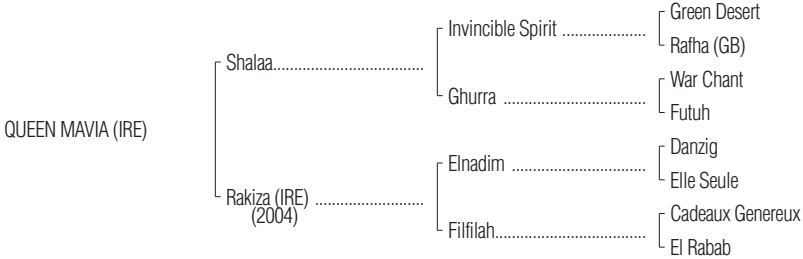 Green Desert
Invincible Spirit ....................
Rafha (GB)
Shalaa....................................
War Chant
Ghurra ..................................
Futuh
QUEEN MAVIA (IRE)
Danzig
Elnadim ................................
Elle Seule
Rakiza (IRE) ..........................
(2004)
Cadeaux Genereux
Filfilah....................................
El Rabab